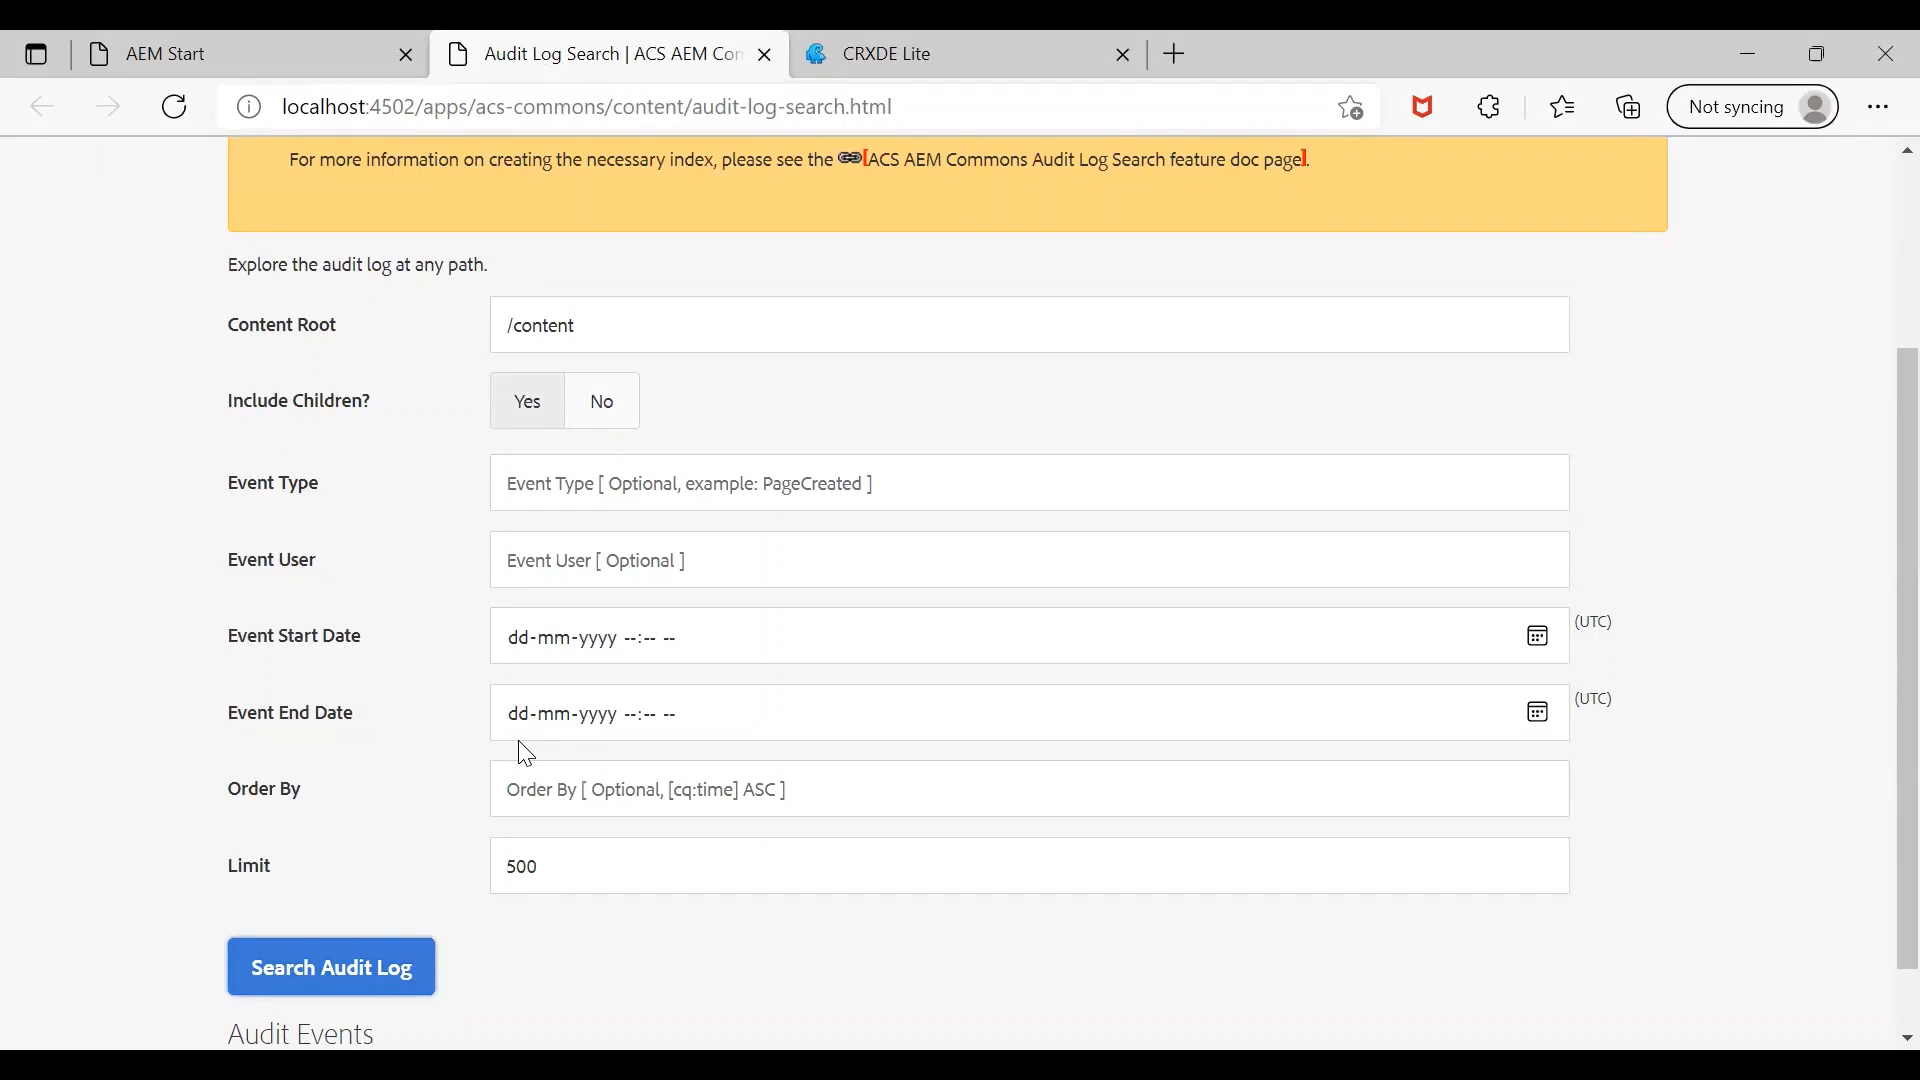 AEM Start
Audit Log Search | ACS AEM Con
CRXDE Lite
localhost:4502/apps/acs-commons/content/audit-log-search.html
Not syncing
For more information on creating the necessary index, please see the [ACS AEM Commons Audit Log Search feature doc page].
Explore the audit log at any path.
Content Root
/content
Include Children?
Yes
No
Event Type
Event Type [ Optional, example: PageCreated ]
Event User
Event User [ Optional ]
Event Start Date
dd-mm-yyyy --:-- --
(UTC)
Event End Date
dd-mm-yyyy --:-- --
(UTC)
Order By
Order By [ Optional, [cq:time] ASC ]
Limit
500
Search Audit Log
Audit Events